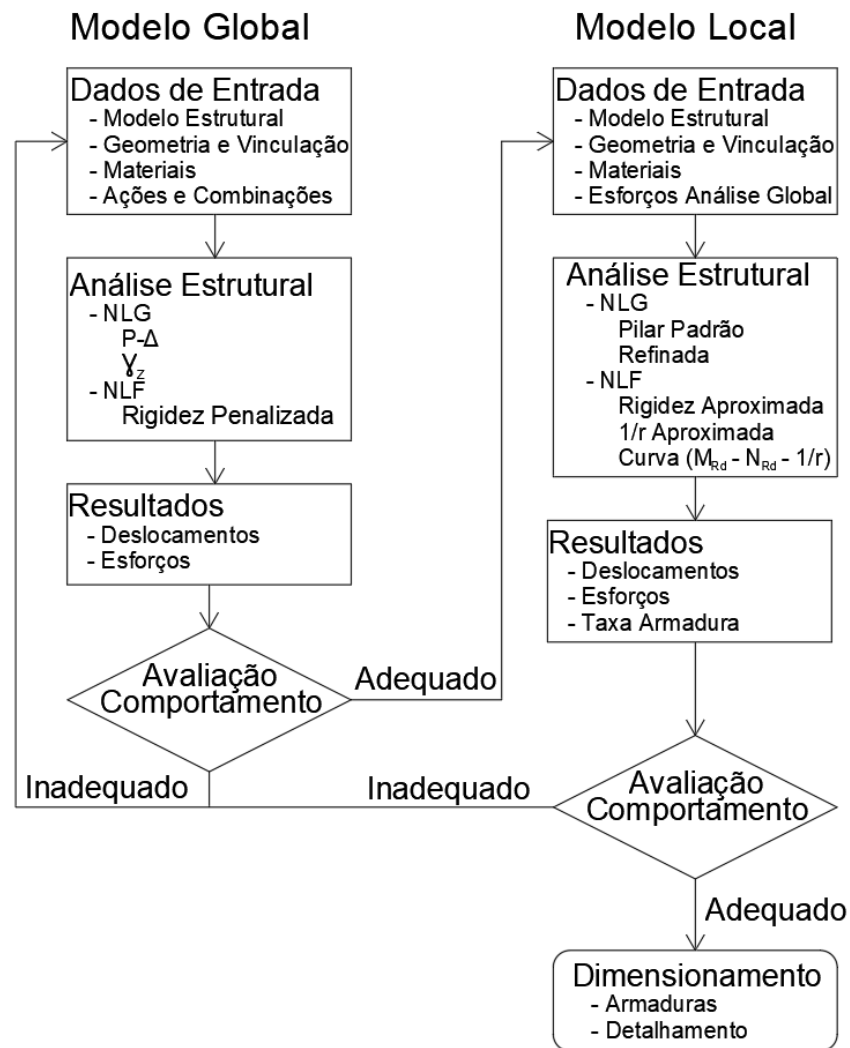 Modelo Global
Dados de Entrada
- Modelo Estrutural
- Geometria e Vinculação
- Materiais
- Ações e Combinações
Análise Estrutural
- NLG
P-Δ
γz
- NLF
Rigidez Penalizada
Resultados
- Deslocamentos
- Esforços
Avaliação
Comportamento
Adequado
Inadequado
Modelo Local
Dados de Entrada
- Modelo Estrutural
- Geometria e Vinculação
- Materiais
- Esforços Análise Global
Análise Estrutural
- NLG
Pilar Padrão
Refinada
- NLF
Rigidez Aproximada
1/r Aproximada
Curva (MRd - NRd - 1/r)
Resultados
- Deslocamentos
- Esforços
- Taxa Armadura
Avaliação
Comportamento
Inadequado
Adequado
Dimensionamento
- Armaduras
- Detalhamento